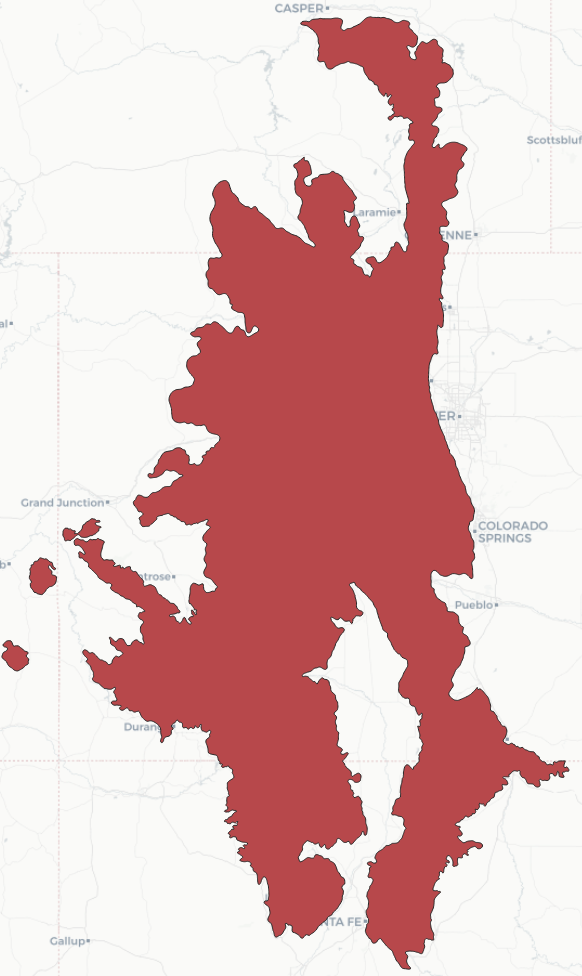 CASPER
Scottsbluf
Laramie
ENNE
al
s
ER
Grand Junction
COLORADO
SPRINGS
b
trose
Pueblo
Duran
NTA FE
Gallup